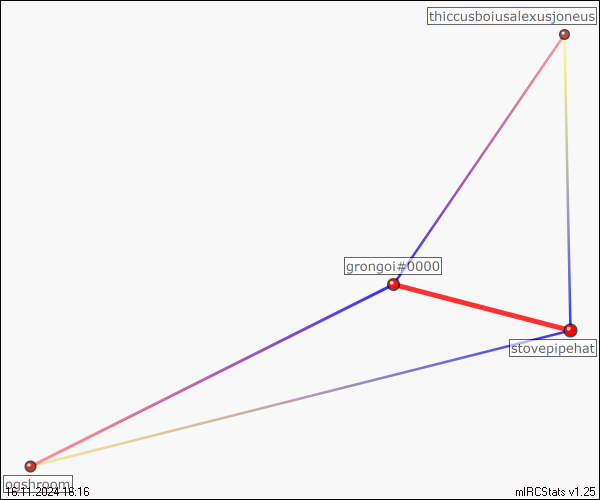 thiccusboiusalexusjoneus
grongoi#0000
stovepipehat
ogshroom
16.11.2024 16:16
mIRCStats v1.25